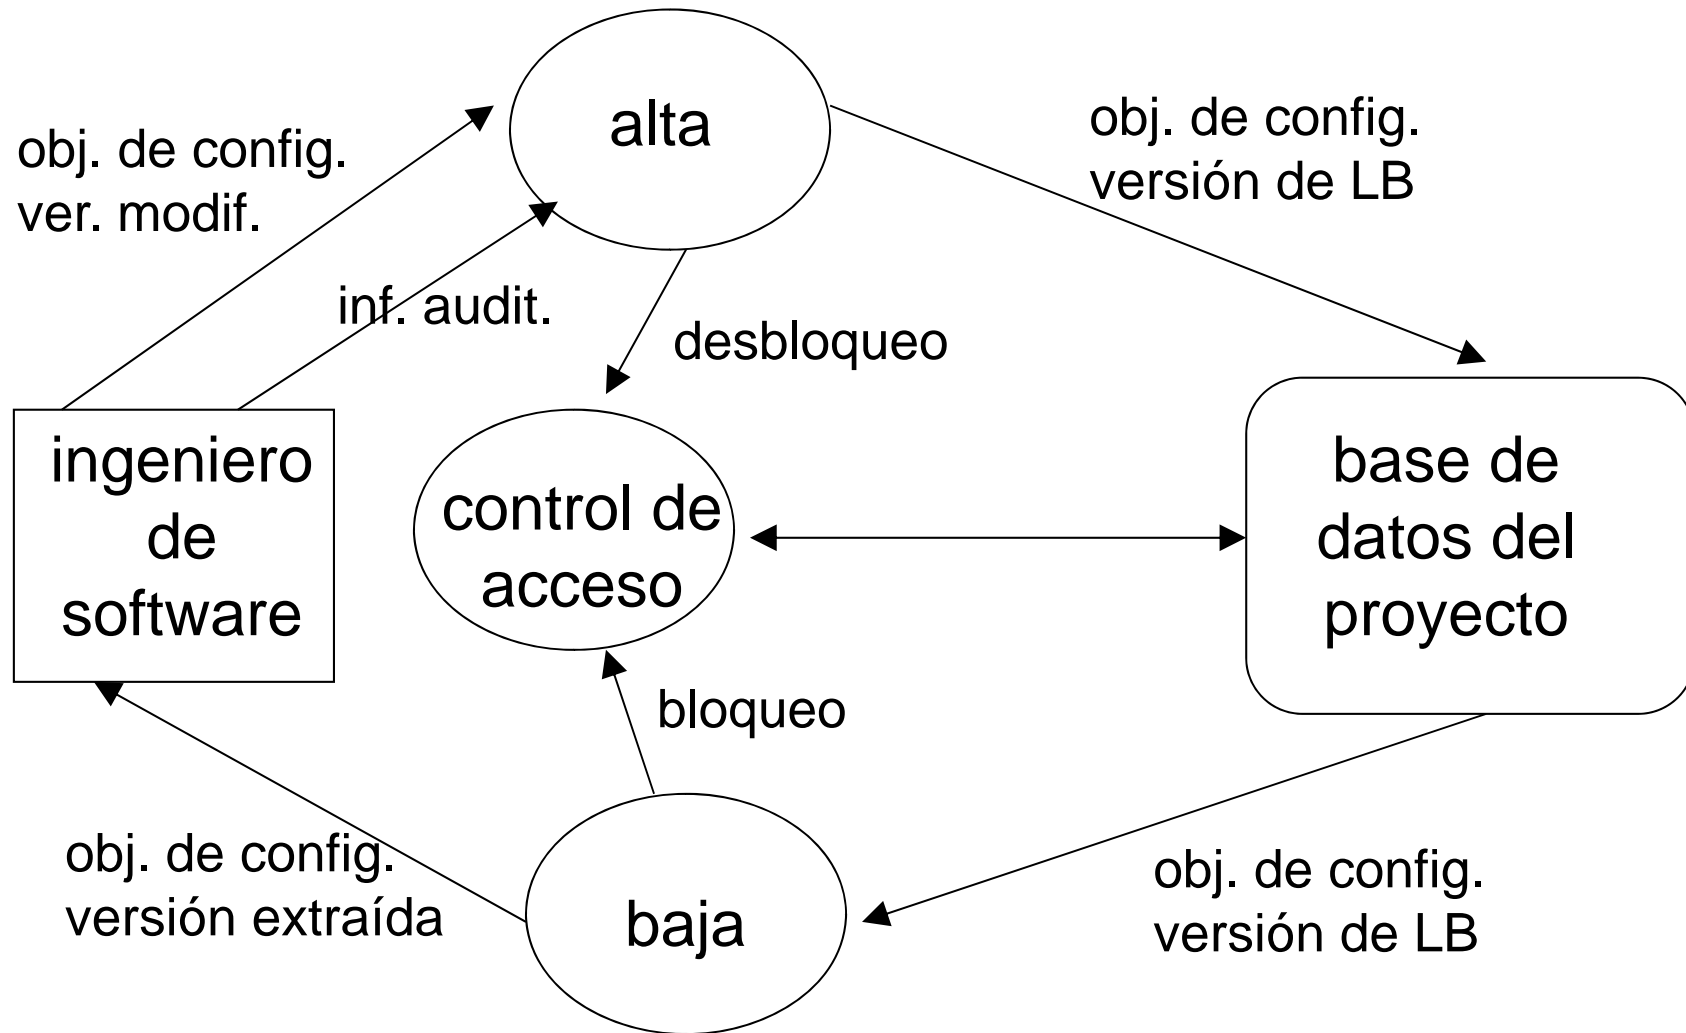 alta
obj. de config.
versión de LB
obj. de config.
ver. modif.
inf. audit.
desbloqueo
ingeniero
de
software
control de
acceso
base de
datos del
proyecto
bloqueo
obj. de config.
versión extraída
baja
obj. de config.
versión de LB